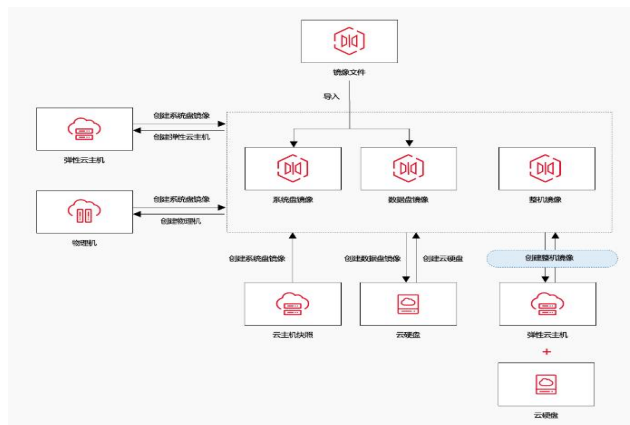 镜像文件
导入
创建系统盘镜像
创建弹性云主机
弹性云主机
系统盘镜像
数据盘镜像
整机镜像
创建系统盘镜像
创建物理机
物理机
创建系统盘镜像
创建数据盘镜像
创建云硬盘
创建整机镜像
云主机快照
云硬盘
弹性云主机
+
云硬盘